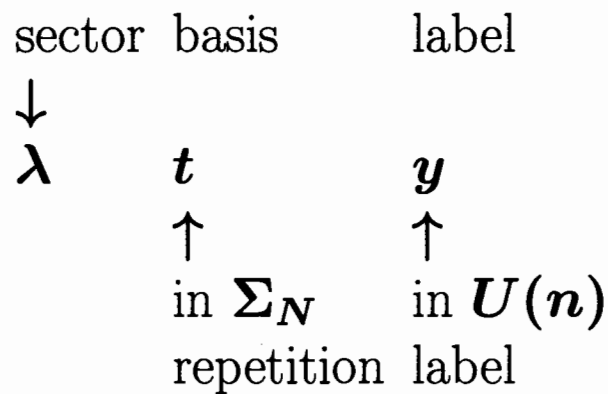 sector basis label
↓
λ t y
↑ ↑
in Σ_N in U(n)
repetition label